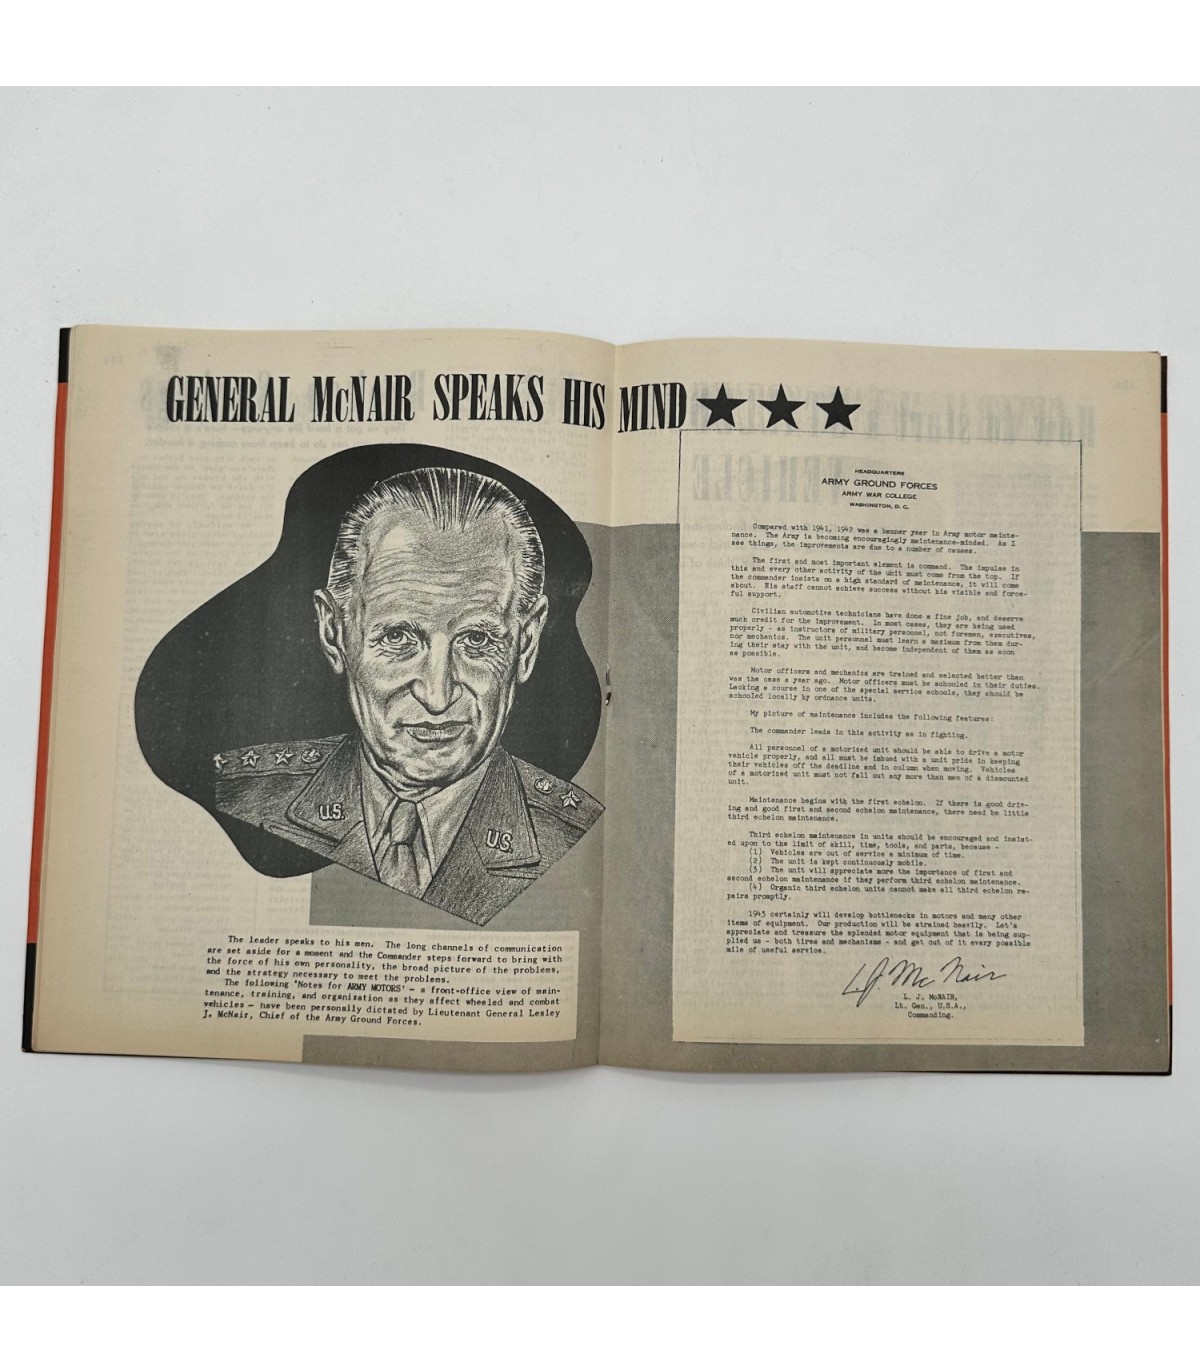 GENERAL McNAIR SPEAKS HIS MIND
U.S.
U.S.
The leader speaks to his men. The long channels of communication
are set aside for a moment and the Commander steps forward to bring with
the force of his own personality, the broad picture of the problems,
and the strategy necessary to meet the problems.
The following 'Notes for ARMY MOTORS' — a front-office view of main-
tenance, training, and organization as they affect wheeled and combat
vehicles — have been personally dictated by Lieutenant General Lesley
J. McNair, Chief of the Army Ground Forces.
HEADQUARTERS
ARMY GROUND FORCES
ARMY WAR COLLEGE
WASHINGTON, D. C.
Compared with 1941, 1942 was a banner year in Army motor mainte-
nance. The Army is becoming encouragingly maintenance-minded. As I
see things, the improvements are due to a number of causes.
The first and most important element is command. The impulse in
this and every other activity of the unit must come from the top. If
the commander insists on a high standard of maintenance, it will come
about. His staff cannot achieve success without his visible and force-
ful support.
Civilian automotive technicians have done a fine job, and deserve
much credit for the improvement. In most cases, they are being used
properly - as instructors of military personnel, not foremen, executives,
nor mechanics. The unit personnel must learn a maximum from them dur-
ing their stay with the unit, and become independent of them as soon
as possible.
Motor officers and mechanics are trained and selected better than
was the case a year ago. Motor officers must be schooled in their duties.
Lacking a course in one of the special service schools, they should be
schooled locally by ordnance units.
My picture of maintenance includes the following features:
The commander leads in this activity as in fighting.
All personnel of a motorized unit should be able to drive a motor
vehicle properly, and all must be imbued with a unit pride in keeping
their vehicles off the deadline and in column when moving. Vehicles
of a motorized unit must not fall out any more than men of a dismounted
unit.
Maintenance begins with the first echelon. If there is good driv-
ing and good first and second echelon maintenance, there need be little
third echelon maintenance.
Third echelon maintenance in units should be encouraged and insist-
ed upon to the limit of skill, time, tools, and parts, because -
(1) Vehicles are out of service a minimum of time.
(2) The unit is kept continuously mobile.
(3) The unit will appreciate more the importance of first and
second echelon maintenance if they perform third echelon maintenance.
(4) Organic third echelon units cannot make all third echelon re-
pairs promptly.
1943 certainly will develop bottlenecks in motors and many other
items of equipment. Our production will be strained heavily. Let's
appreciate and treasure the splended motor equipment that is being sup-
plied us - both tires and mechanisms - and get out of it every possible
mile of useful service.
L. J. McNair
L. J. McNAIR,
Lt. Gen., U.S.A.,
Commanding.